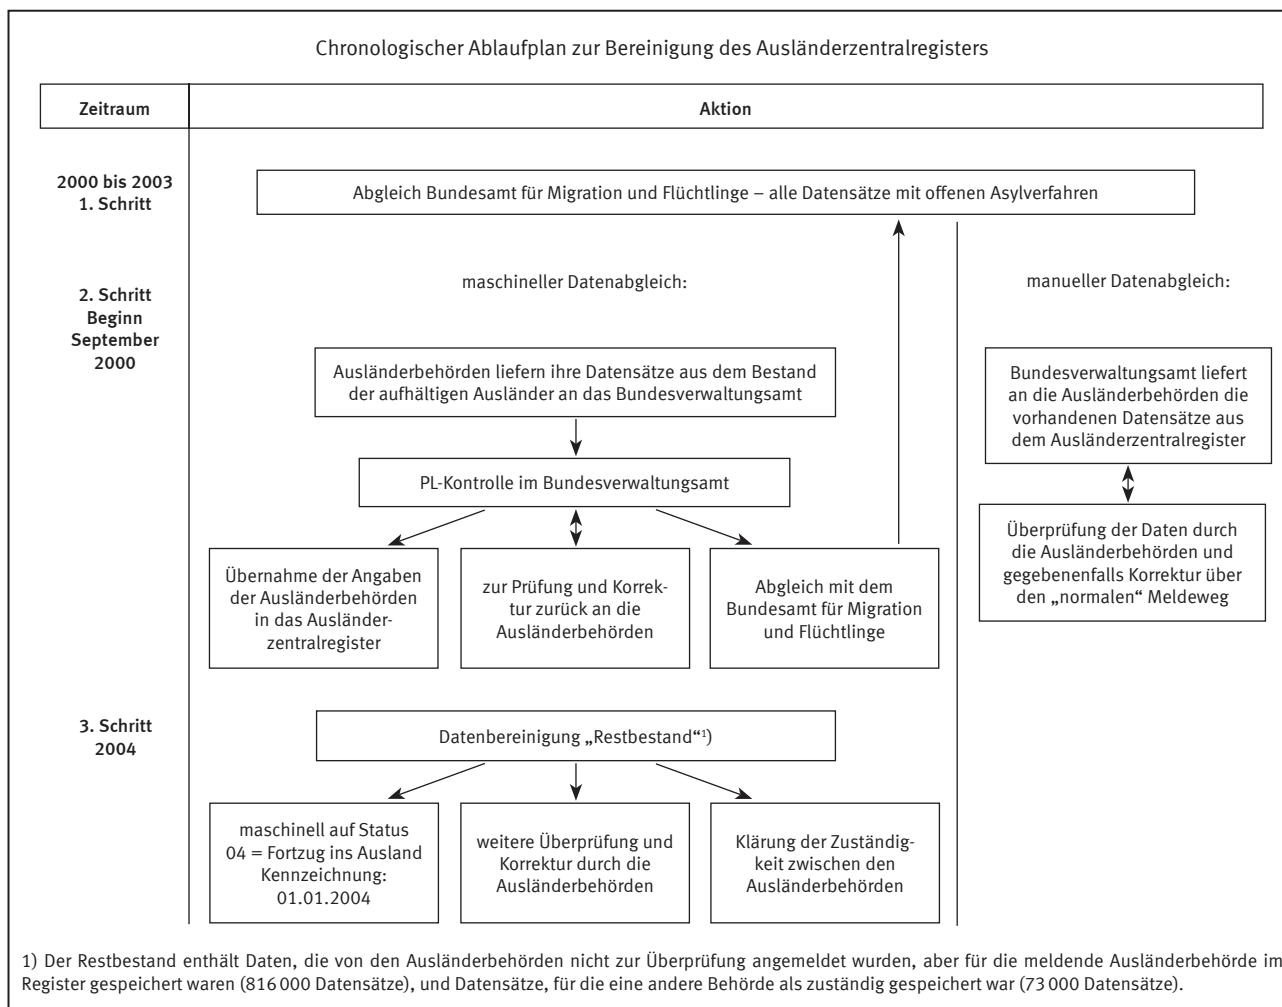 Chronologischer Ablaufplan zur Bereinigung des Ausländerzentralregisters
Zeitraum
Aktion
2000 bis 2003
1. Schritt
Abgleich Bundesamt für Migration und Flüchtlinge – alle Datensätze mit offenen Asylverfahren
2. Schritt
Beginn
September
2000
maschineller Datenabgleich:
Ausländerbehörden liefern ihre Datensätze aus dem Bestand
der aufhältigen Ausländer an das Bundesverwaltungsamt
PL-Kontrolle im Bundesverwaltungsamt
Übernahme der Angaben
der Ausländerbehörden
in das Ausländer-
zentralregister
zur Prüfung und Korrek-
tur zurück an die
Ausländerbehörden
Abgleich mit dem
Bundesamt für Migration
und Flüchtlinge
manueller Datenabgleich:
Bundesverwaltungsamt liefert
an die Ausländerbehörden die
vorhandenen Datensätze aus
dem Ausländerzentralregister
Überprüfung der Daten durch
die Ausländerbehörden und
gegebenenfalls Korrektur über
den „normalen“ Meldeweg
3. Schritt
2004
Datenbereinigung „Restbestand“¹)
maschinell auf Status
04 = Fortzug ins Ausland
Kennzeichnung:
01.01.2004
weitere Überprüfung und
Korrektur durch die
Ausländerbehörden
Klärung der Zuständig-
keit zwischen den
Ausländerbehörden
1) Der Restbestand enthält Daten, die von den Ausländerbehörden nicht zur Überprüfung angemeldet wurden, aber für die meldende Ausländerbehörde im
Register gespeichert waren (816 000 Datensätze), und Datensätze, für die eine andere Behörde als zuständig gespeichert war (73 000 Datensätze).